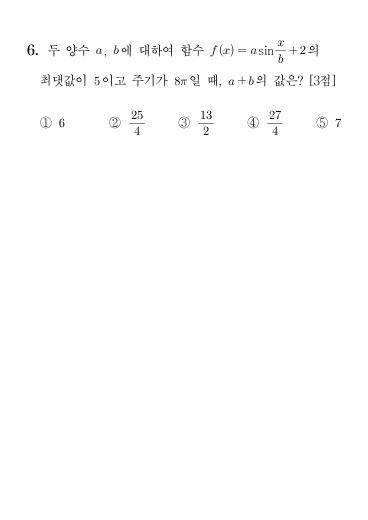 6. 두 양수 a, b에 대하여 함수 f(x)=a sin x/b +2의
최댓값이 5이고 주기가 8π일 때, a+b의 값은? [3점]
① 6 ② 25/4 ③ 13/2 ④ 27/4 ⑤ 7